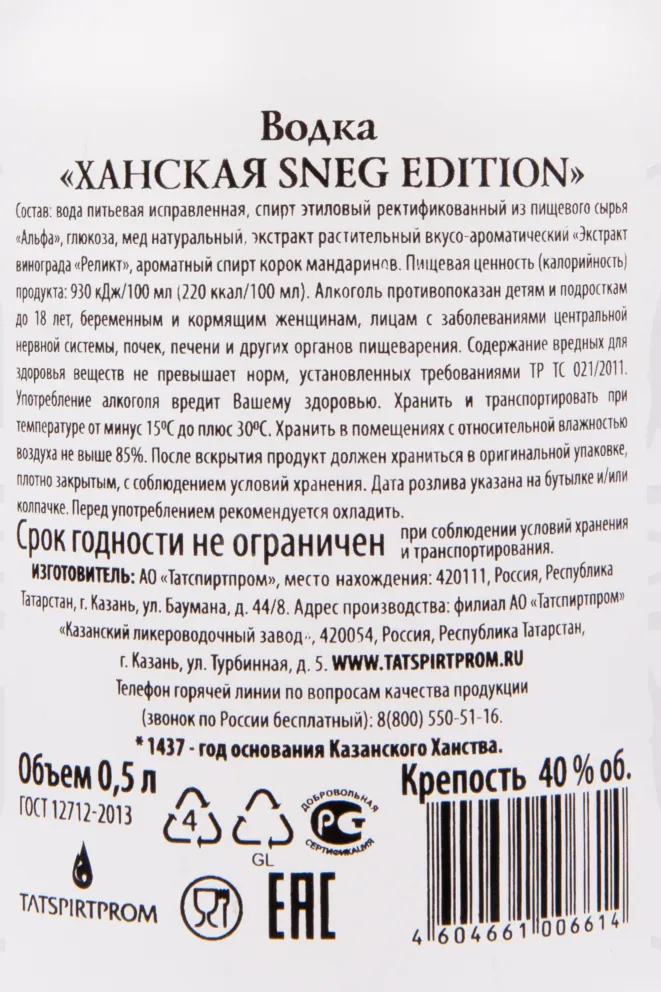 Водка
«ХАНСКАЯ SNEG EDITION»
Состав: вода питьевая исправленная, спирт этиловый ректификованный из пищевого сырья
«Альфа», глюкоза, мед натуральный, экстракт растительный вкусо-ароматический «Экстракт
винограда «Реликт», ароматный спирт корок мандаринов. Пищевая ценность (калорийность)
продукта: 930 кДж/100 мл (220 ккал/100 мл). Алкоголь противопоказан детям и подросткам
до 18 лет, беременным и кормящим женщинам, лицам с заболеваниями центральной
нервной системы, почек, печени и других органов пищеварения. Содержание вредных для
здоровья веществ не превышает норм, установленных требованиями ТР ТС 021/2011.
Употребление алкоголя вредит Вашему здоровью. Хранить и транспортировать при
температуре от минус 15ºС до плюс 30ºС. Хранить в помещениях с относительной влажностью
воздуха не выше 85%. После вскрытия продукт должен храниться в оригинальной упаковке,
плотно закрытым, с соблюдением условий хранения. Дата розлива указана на бутылке и/или
колпачке. Перед употреблением рекомендуется охладить.
Срок годности не ограничен при соблюдении условий хранения
и транспортирования.
ИЗГОТОВИТЕЛЬ: АО «Татспиртпром», место нахождения: 420111, Россия, Республика
Татарстан, г. Казань, ул. Баумана, д. 44/8. Адрес производства: филиал АО «Татспиртпром»
«Казанский ликероводочный завод», 420054, Россия, Республика Татарстан,
г. Казань, ул. Турбинная, д. 5. WWW.TATSPIRTPROM.RU
Телефон горячей линии по вопросам качества продукции
(звонок по России бесплатный): 8(800) 550-51-16.
* 1437 - год основания Казанского Ханства.
Объем 0,5 л
Крепость 40 % об.
ГОСТ 12712-2013
4
GL
ДОБРОВОЛЬНАЯ
РСТ
СЕРТИФИКАЦИЯ
TATSPIRTPROM
EAC
4 604661 006614